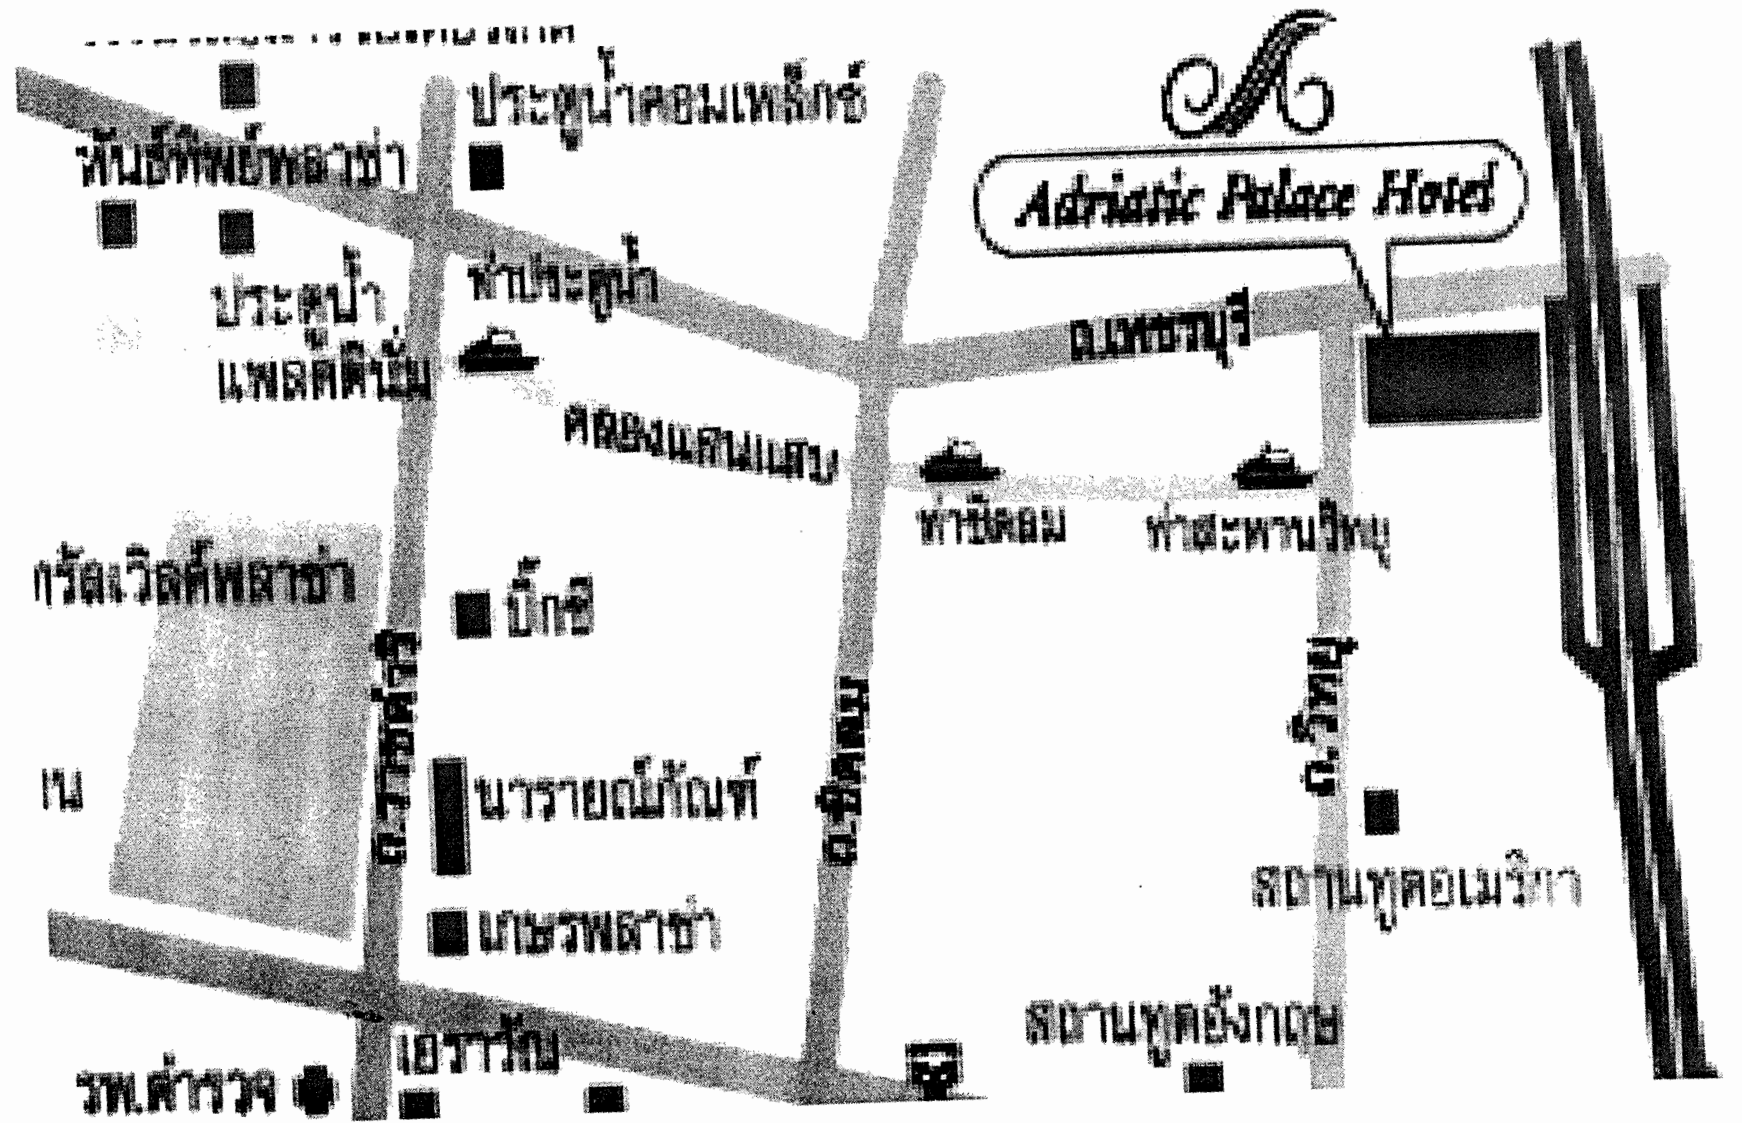 ประตูน้ำคอมเพล็กซ์
พันธ์ทิพย์พลาซ่า
Adriatic Palace Hotel
ท่าประตูน้ำ
ประตูน้ำ
แพลตตินั่ม
ถ.เพชรบุรี
คลองแสนแสบ
ท่าชิดลม
ท่าสะพานวิทยุ
เวิลด์พลาซ่า
บิ๊กซี
ถ.ราชดำริ
ถ.ชิดลม
ถ.วิทยุ
นารายณ์ภัณฑ์
เกษรพลาซ่า
สถานทูตอเมริกา
สถานทูตอังกฤษ
เอราวัณ
รพ.ตำรวจ